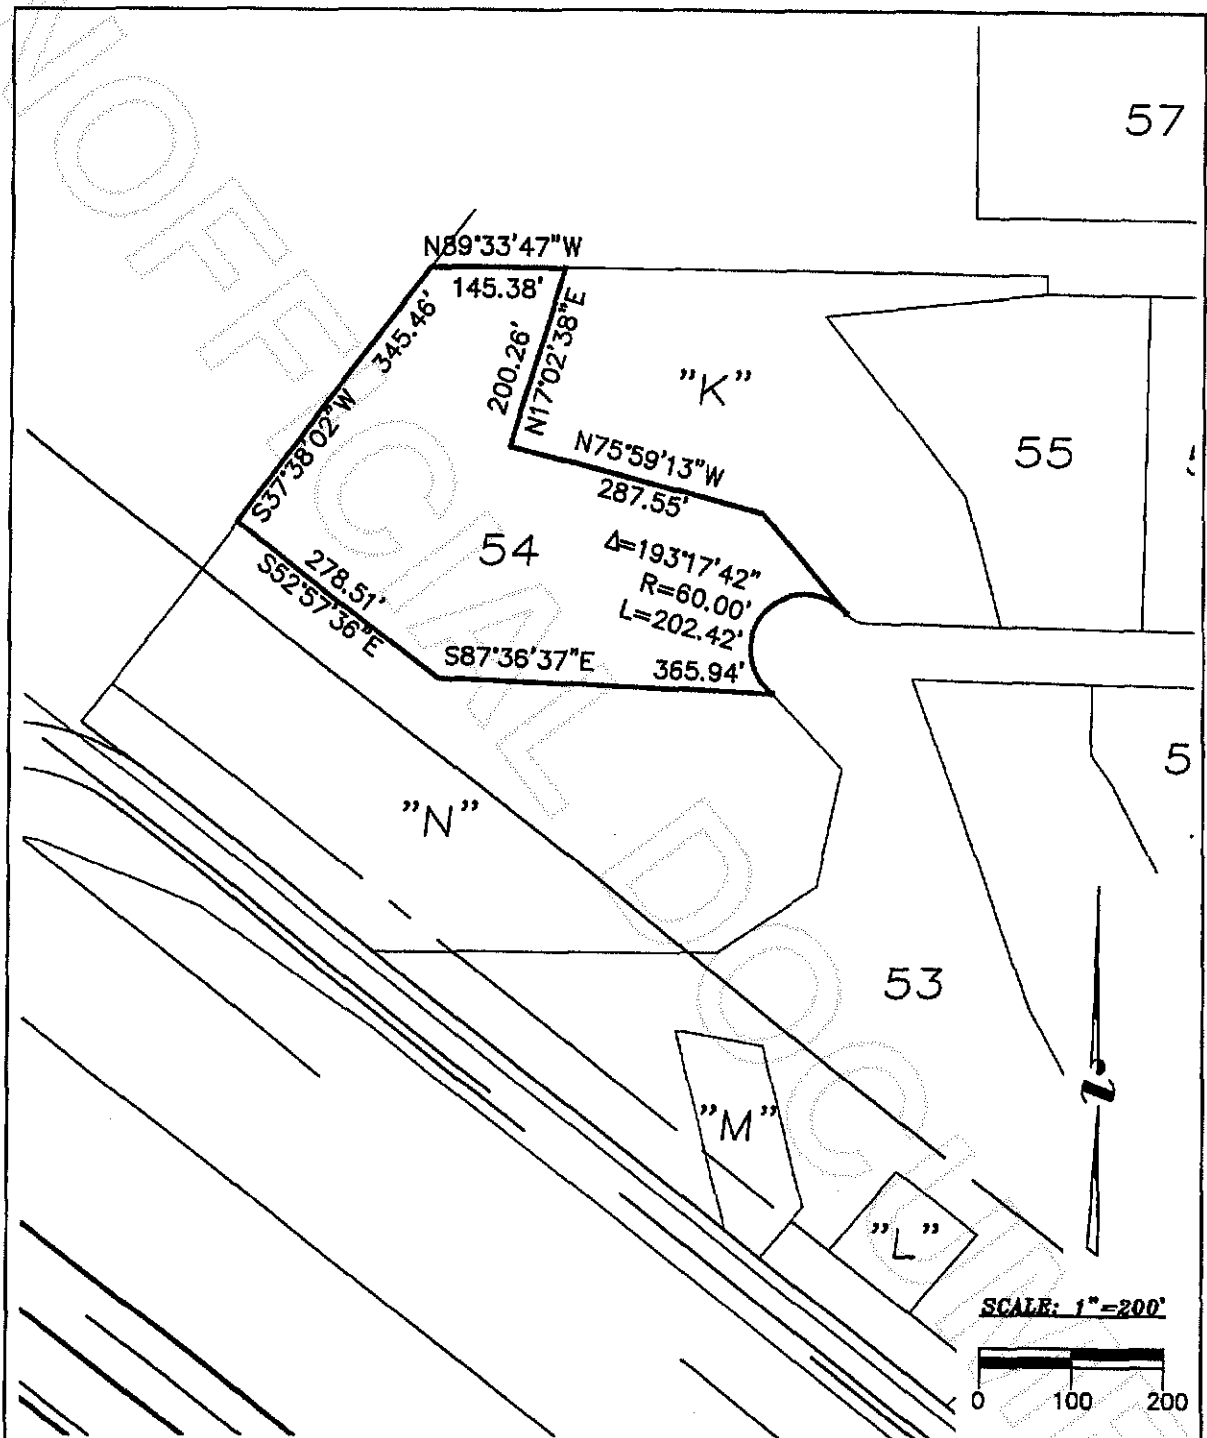 UNOFFICIAL DOCUMENT
57
N89°33'47"W
145.38'
345.46'
S37°38'02"W
200.26'
N17°02'38"E
"K"
N75°59'13"W
287.55'
55
54
Δ=193°17'42"
R=60.00'
L=202.42'
278.51'
S52°57'36"E
S87°36'37"E
365.94'
5
"N"
53
"M"
"L"
SCALE: 1"=200'
0 100 200